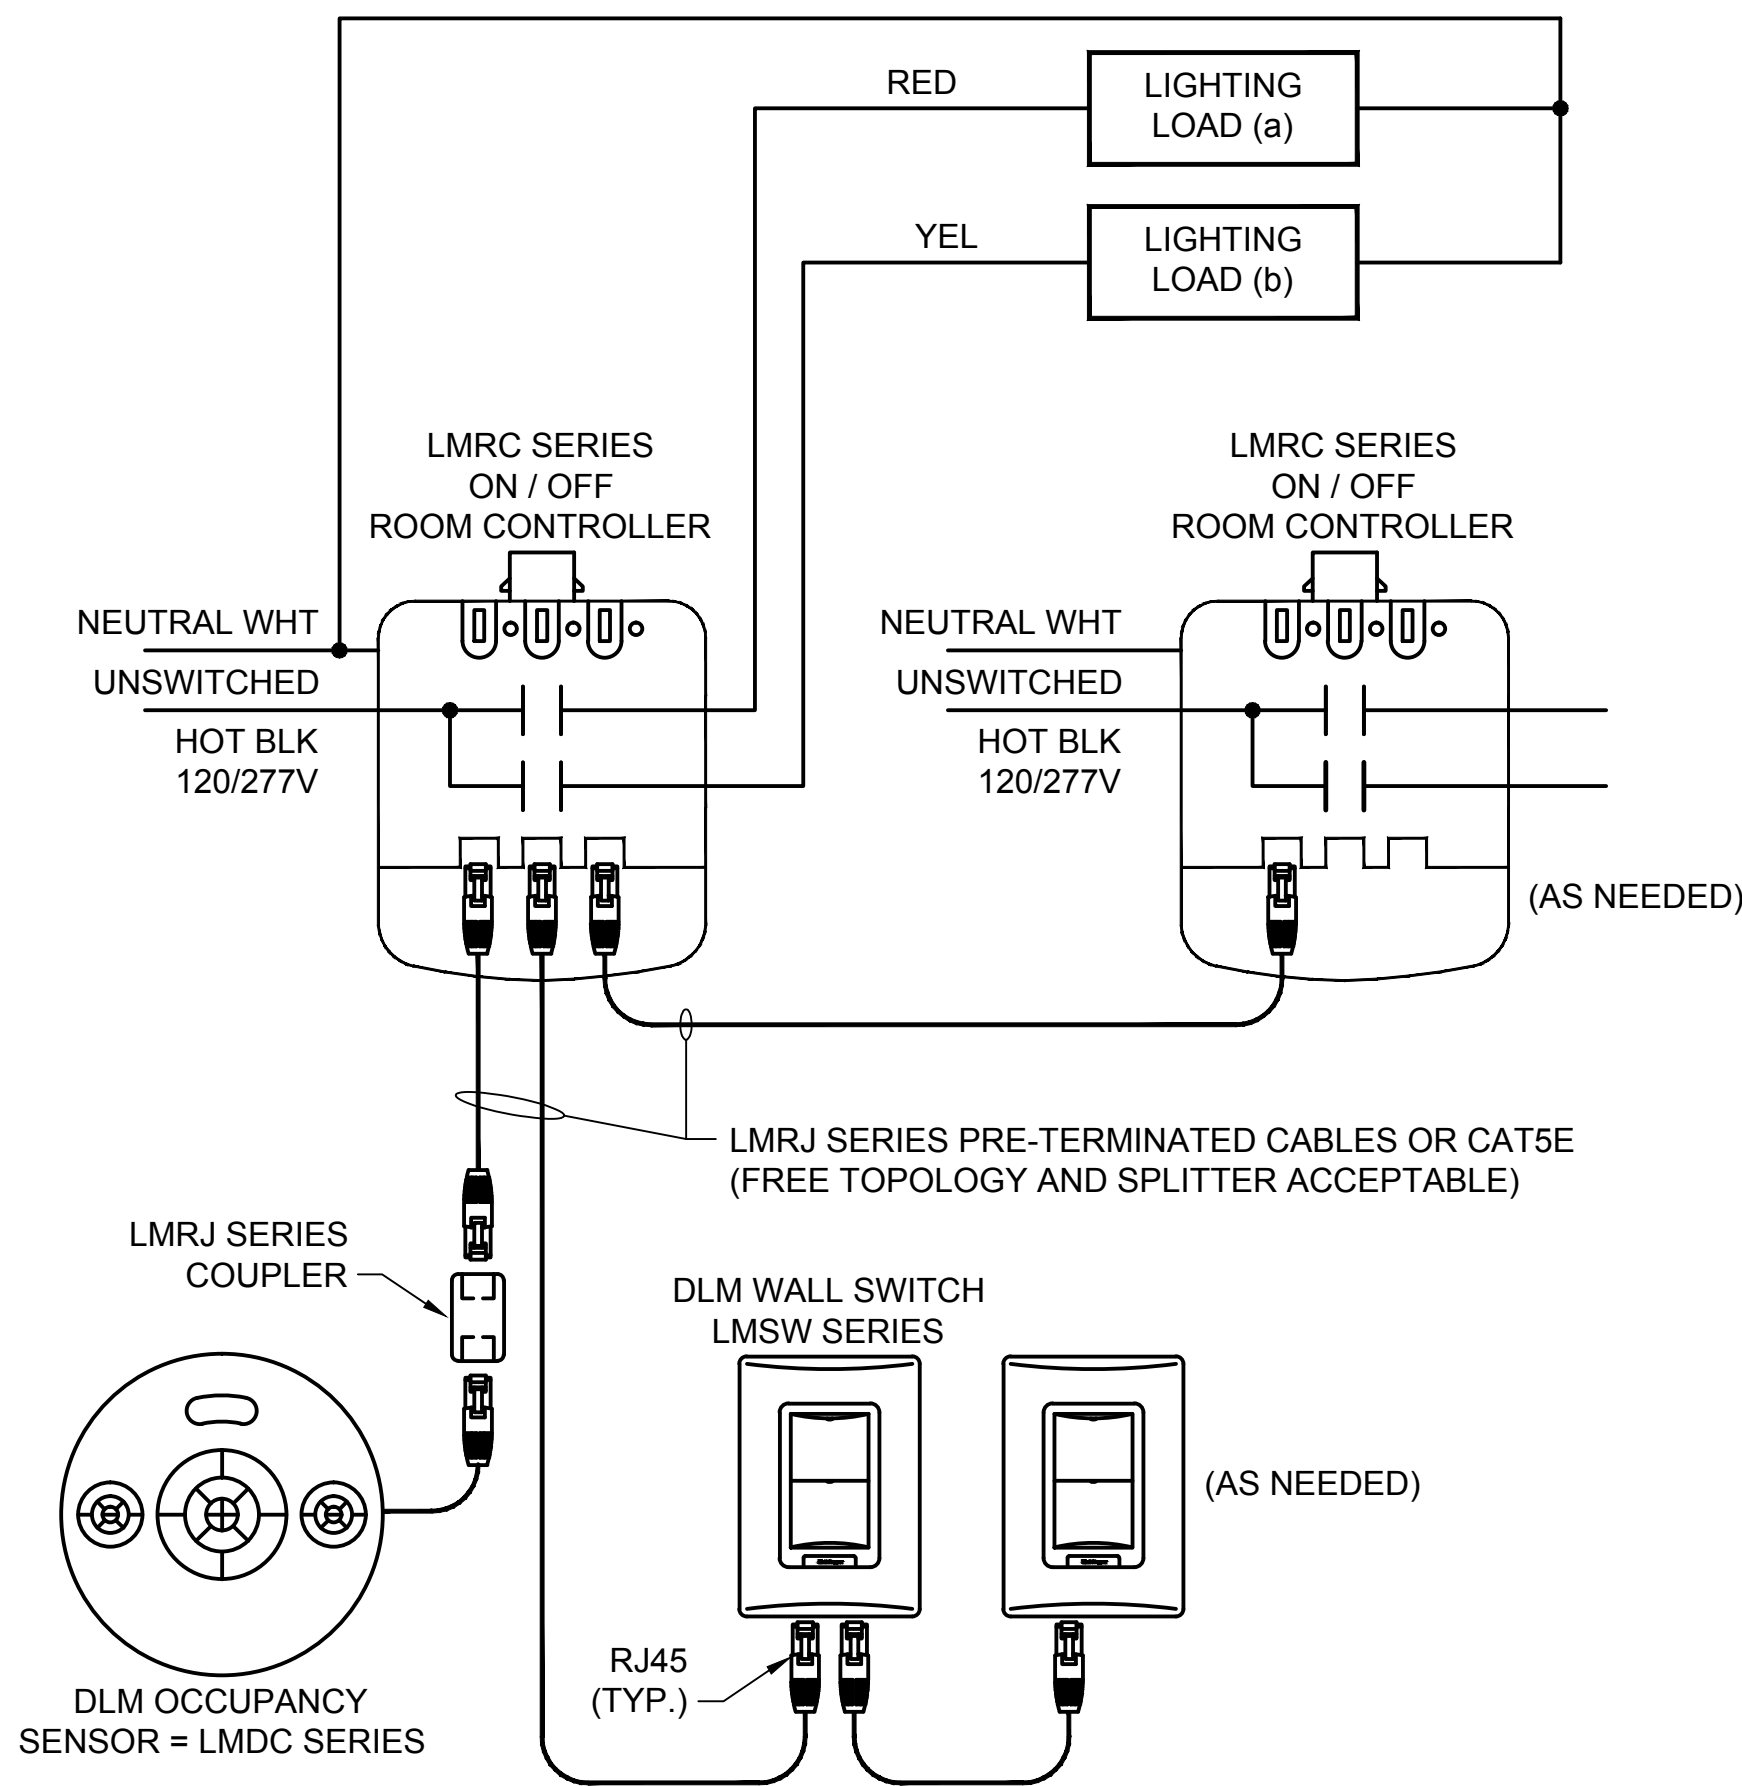 RED
LIGHTING
LOAD (a)
YEL
LIGHTING
LOAD (b)
LMRC SERIES
ON / OFF
ROOM CONTROLLER
LMRC SERIES
ON / OFF
ROOM CONTROLLER
NEUTRAL WHT
UNSWITCHED
HOT BLK
120/277V
NEUTRAL WHT
UNSWITCHED
HOT BLK
120/277V
(AS NEEDED)
LMRJ SERIES PRE-TERMINATED CABLES OR CAT5E
(FREE TOPOLOGY AND SPLITTER ACCEPTABLE)
LMRJ SERIES
COUPLER
DLM WALL SWITCH
LMSW SERIES
(AS NEEDED)
RJ45
(TYP.)
DLM OCCUPANCY
SENSOR = LMDC SERIES